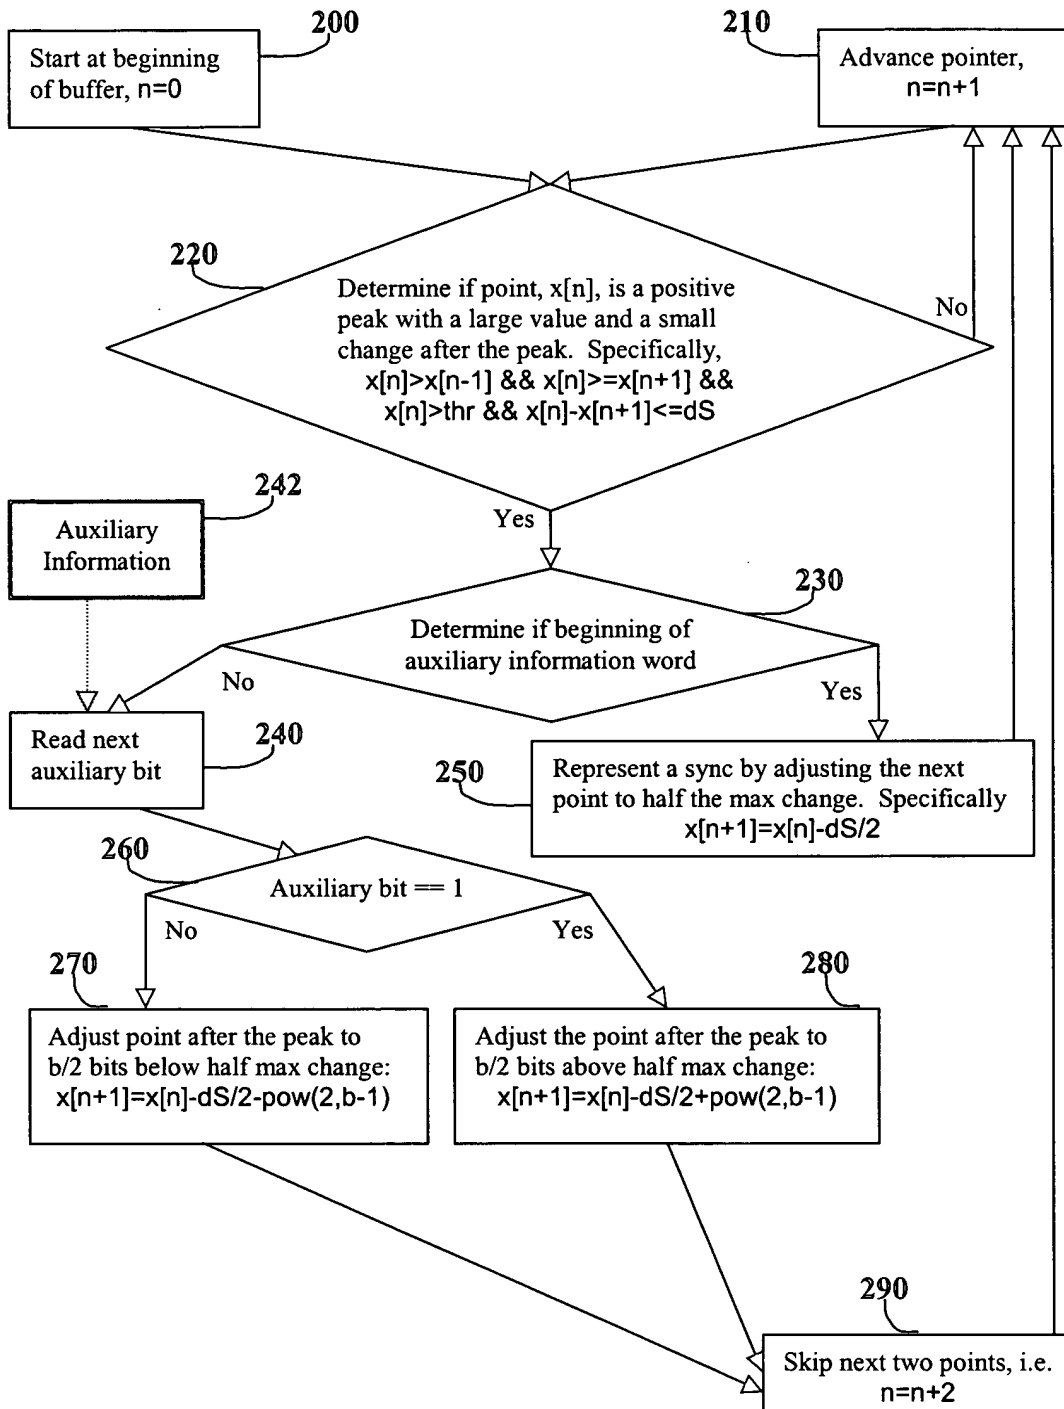 200
Start at beginning
of buffer, n=0
210
Advance pointer,
n=n+1
220
Determine if point, x[n], is a positive
peak with a large value and a small
change after the peak. Specifically,
x[n]>x[n-1] && x[n]>=x[n+1] &&
x[n]>thr && x[n]-x[n+1]<=dS
No
Yes
242
Auxiliary
Information
230
Determine if beginning of
auxiliary information word
No
Yes
Read next
auxiliary bit
240
250
Represent a sync by adjusting the next
point to half the max change. Specifically
x[n+1]=x[n]-dS/2
260
Auxiliary bit == 1
No
Yes
270
Adjust point after the peak to
b/2 bits below half max change:
x[n+1]=x[n]-dS/2-pow(2,b-1)
280
Adjust the point after the peak to
b/2 bits above half max change:
x[n+1]=x[n]-dS/2+pow(2,b-1)
290
Skip next two points, i.e.
n=n+2